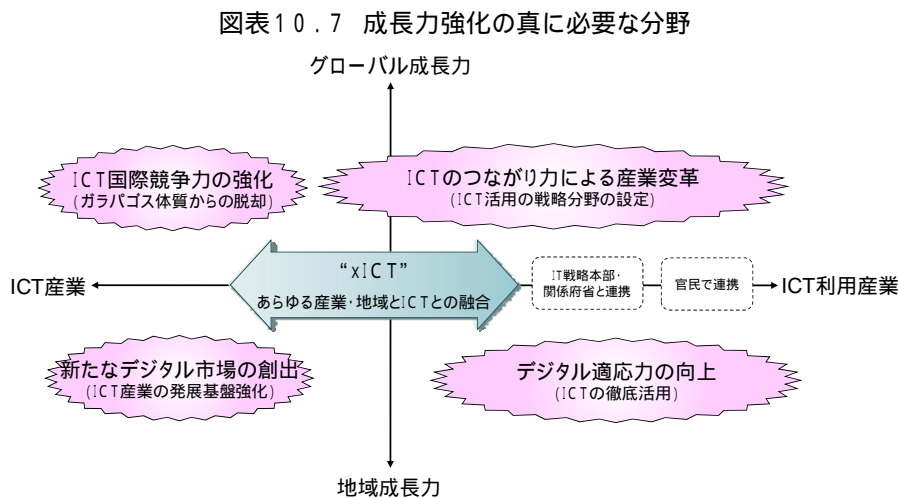 図表10.7 成長力強化の真に必要な分野
グローバル成長力
ICT国際競争力の強化
(ガラパゴス体質からの脱却)
ICTのつながり力による産業変革
(ICT活用の戦略分野の設定)
ICT産業
“xICT”
あらゆる産業・地域とICTとの融合
IT戦略本部・
関係府省と連携
官民で連携
ICT利用産業
新たなデジタル市場の創出
(ICT産業の発展基盤強化)
デジタル適応力の向上
(ICTの徹底活用)
地域成長力